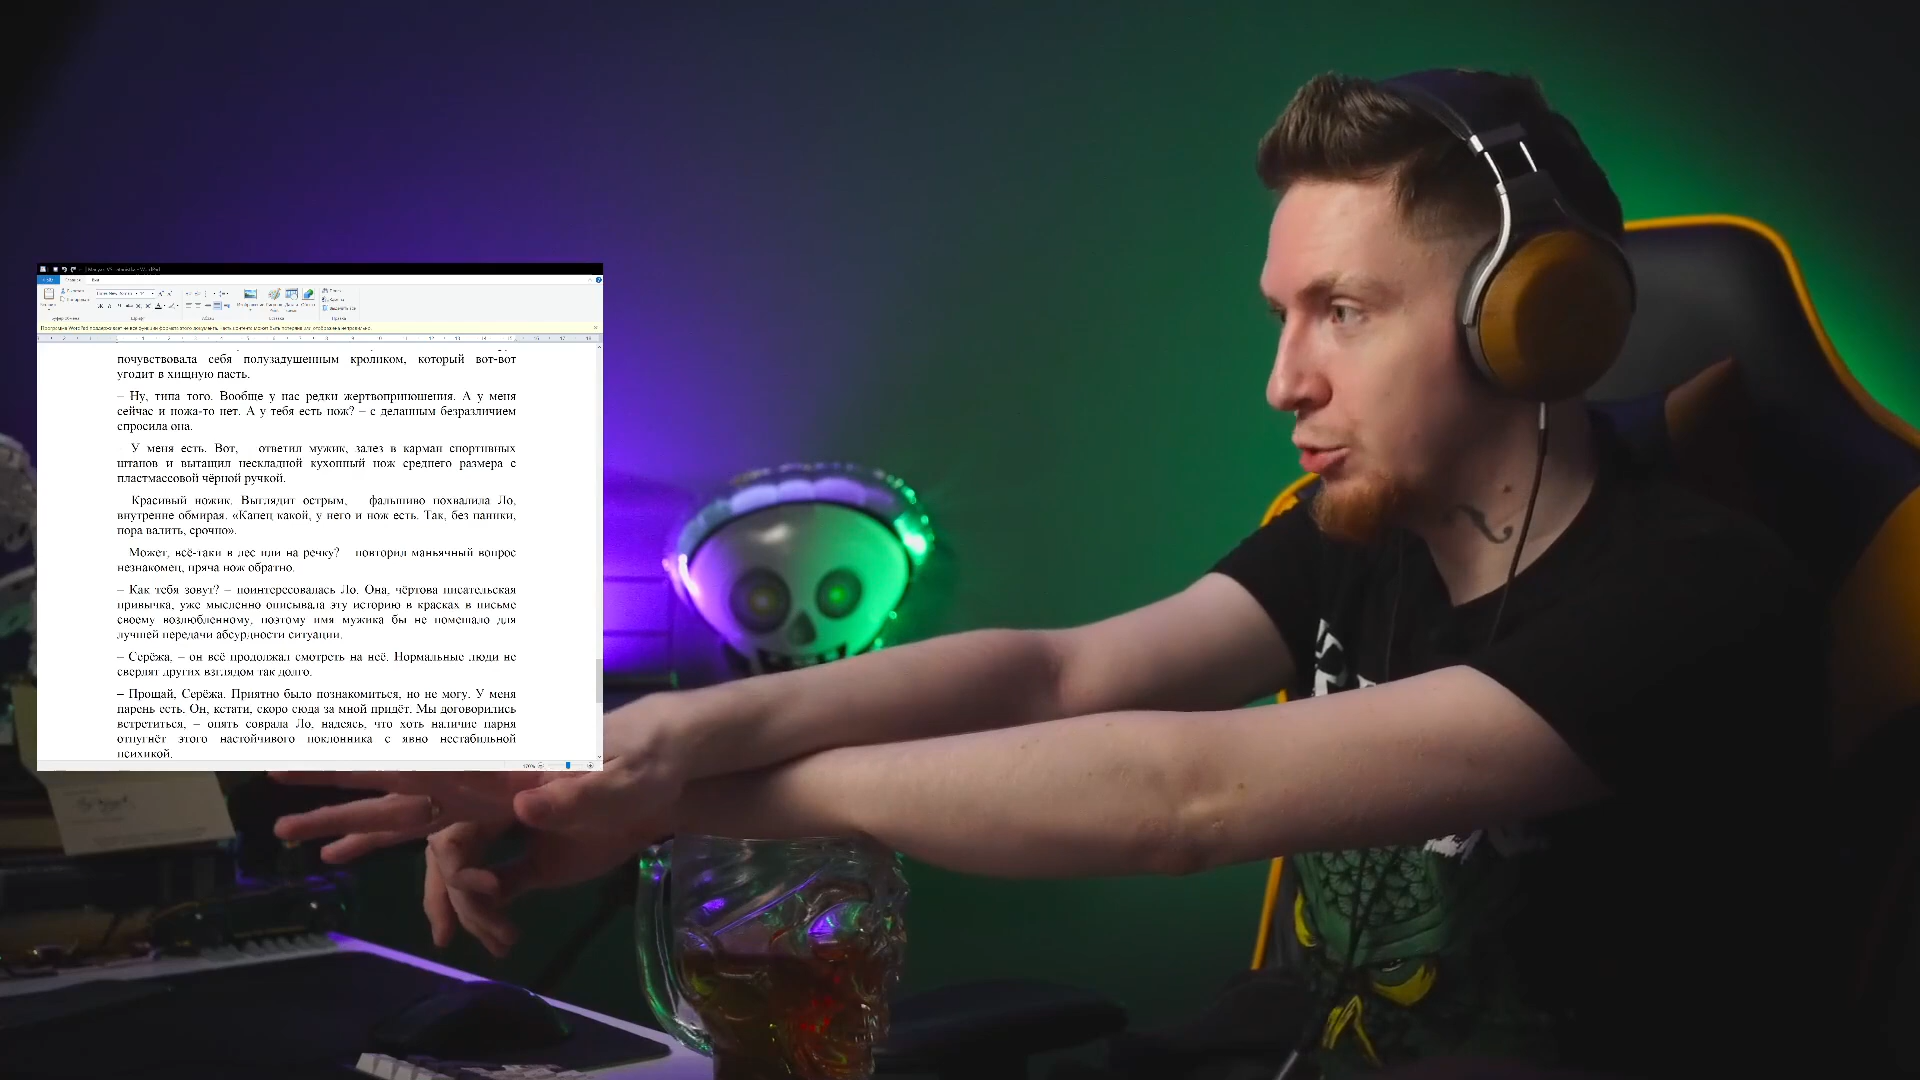 почувствовала себя полузадушенным кроликом, который вот-вот
угодит в хищную пасть.
– Ну, типа того. Вообще у нас редки жертвоприношения. А у меня
сейчас и ножа-то нет. А у тебя есть нож? – с деланным безразличием
спросила она.
У меня есть. Вот, ответил мужик, залез в карман спортивных
штанов и вытащил нескладной кухонный нож среднего размера с
пластмассовой чёрной ручкой.
Красивый ножик. Выглядит острым, фальшиво похвалила Ло,
внутренне обмирая. «Капец какой, у него и нож есть. Так, без паники,
пора валить, срочно».
Может, всё-таки в лес или на речку? повторил маньячный вопрос
незнакомец, пряча нож обратно.
– Как тебя зовут? – поинтересовалась Ло. Она, чёртова писательская
привычка, уже мысленно описывала эту историю в красках в письме
своему возлюбленному, поэтому имя мужика бы не помешало для
лучшей передачи абсурдности ситуации.
– Серёжа, – он всё продолжал смотреть на неё. Нормальные люди не
сверлят других взглядом так долго.
– Прощай, Серёжа. Приятно было познакомиться, но не могу. У меня
парень есть. Он, кстати, скоро сюда за мной придёт. Мы договорились
встретиться, – опять соврала Ло, надеясь, что хоть наличие парня
отпугнёт этого настойчивого поклонника с явно нестабильной
психикой.
170%